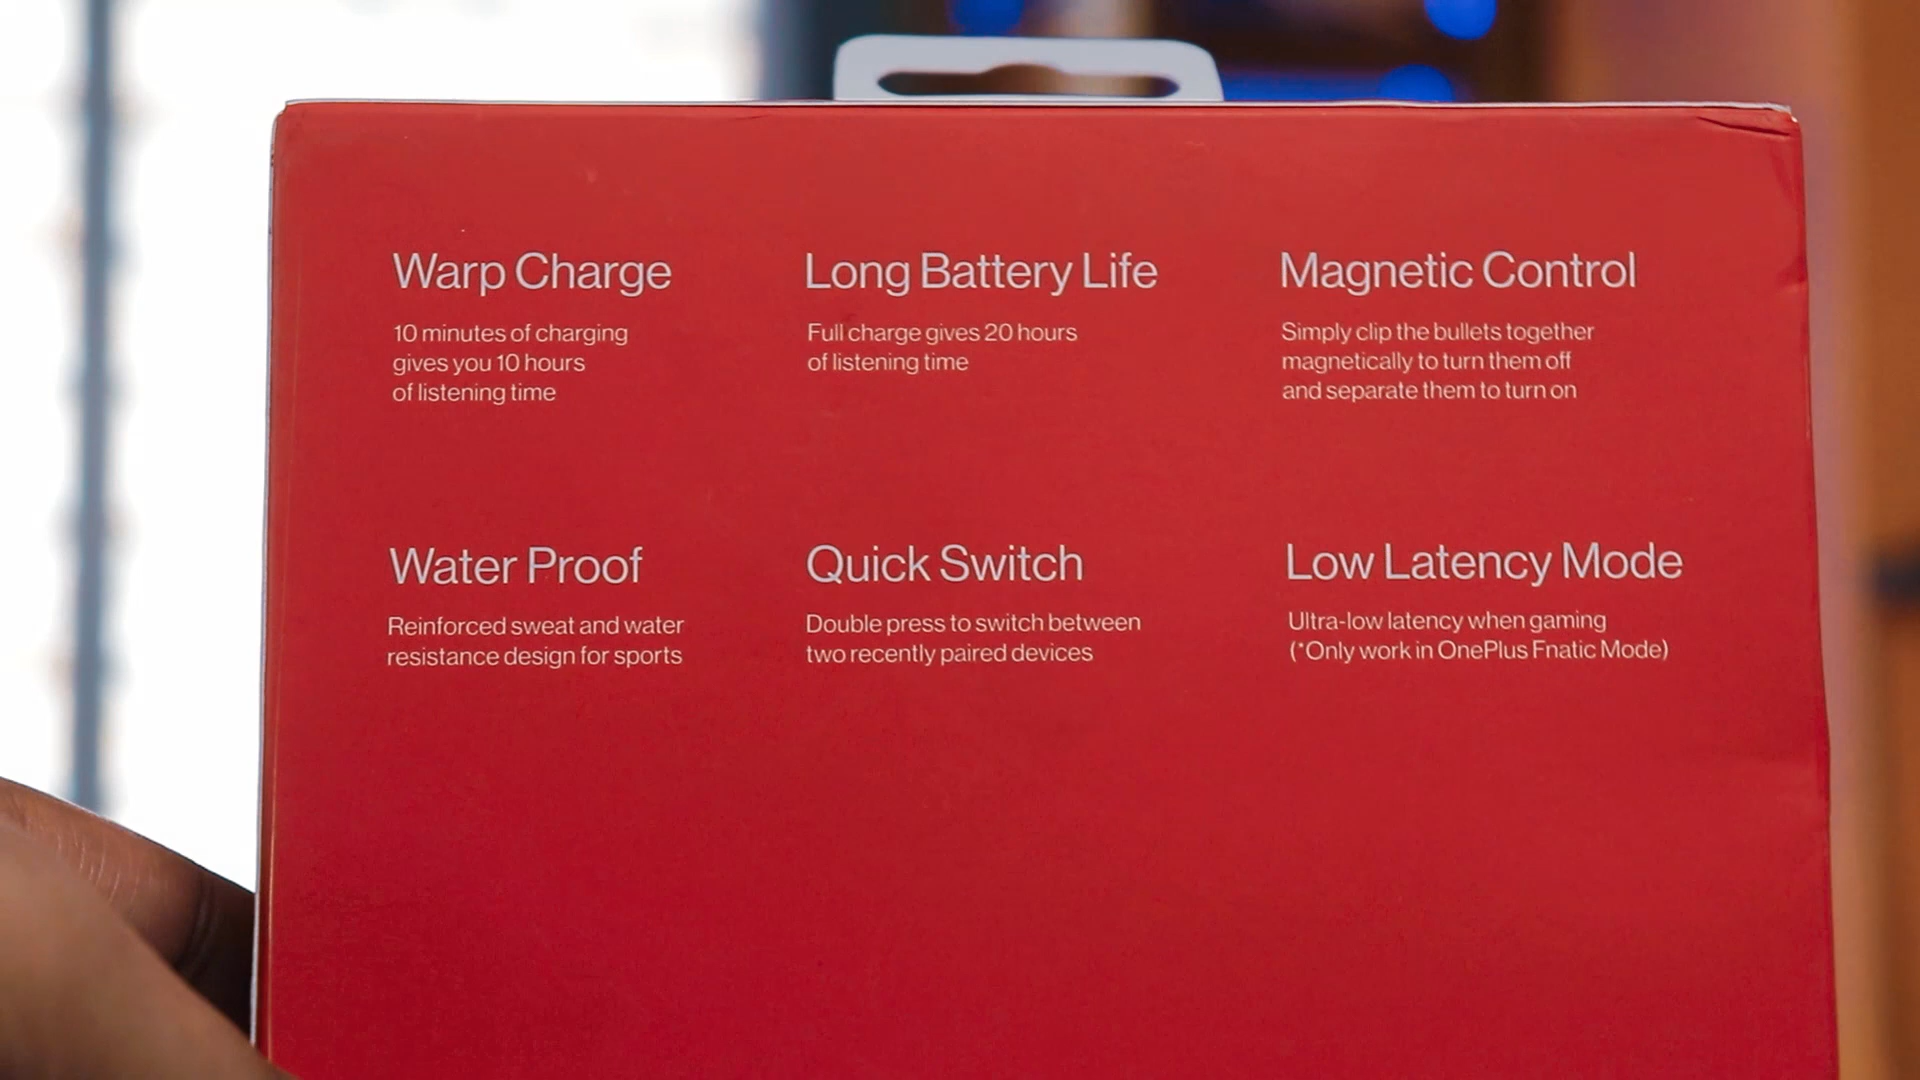 Warp Charge
10 minutes of charging
gives you 10 hours
of listening time
Long Battery Life
Full charge gives 20 hours
of listening time
Magnetic Control
Simply clip the bullets together
magnetically to turn them off
and separate them to turn on
Water Proof
Reinforced sweat and water
resistance design for sports
Quick Switch
Double press to switch between
two recently paired devices
Low Latency Mode
Ultra-low latency when gaming
(*Only work in OnePlus Fnatic Mode)